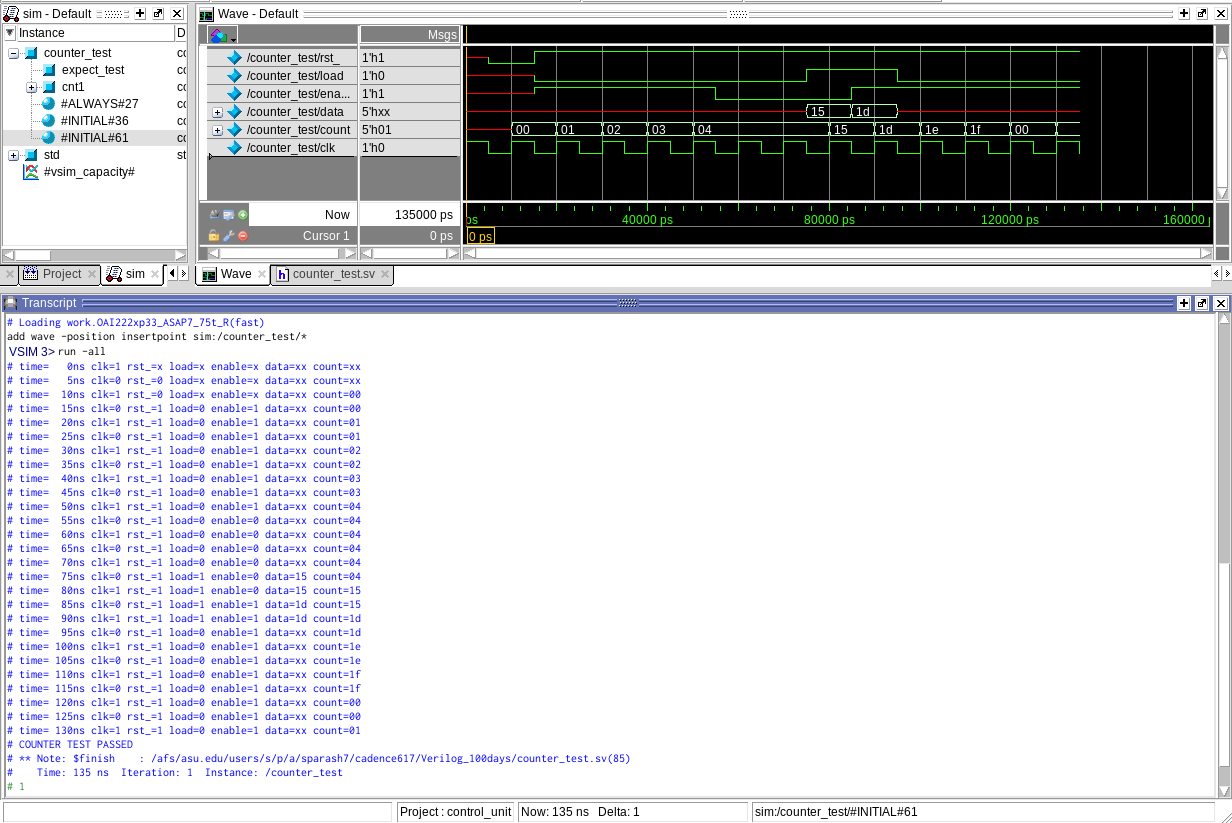 sim - Default
Instance
D
counter_test
expect_test
cnt1
#ALWAYS#27
#INITIAL#36
#INITIAL#61
std
#vsim_capacity#
Project
sim
Wave - Default
Msgs
/counter_test/rst_ 1'h1
/counter_test/load 1'h0
/counter_test/ena... 1'h1
/counter_test/data 5'hxx 15 1d
/counter_test/count 5'h01 00 01 02 03 04 15 1d 1e 1f 00
/counter_test/clk 1'h0
Now 135000 ps ps 40000 ps 80000 ps 120000 ps 160000
Cursor 1 0 ps 0 ps
Wave
counter_test.sv
Transcript
# Loading work.OAI222xp33_ASAP7_75t_R(fast)
add wave -position insertpoint sim:/counter_test/*
VSIM 3> run -all
# time=   0ns clk=1 rst_=x load=x enable=x data=xx count=xx
# time=   5ns clk=0 rst_=0 load=x enable=x data=xx count=xx
# time=  10ns clk=1 rst_=0 load=x enable=x data=xx count=00
# time=  15ns clk=0 rst_=1 load=0 enable=1 data=xx count=00
# time=  20ns clk=1 rst_=1 load=0 enable=1 data=xx count=01
# time=  25ns clk=0 rst_=1 load=0 enable=1 data=xx count=01
# time=  30ns clk=1 rst_=1 load=0 enable=1 data=xx count=02
# time=  35ns clk=0 rst_=1 load=0 enable=1 data=xx count=02
# time=  40ns clk=1 rst_=1 load=0 enable=1 data=xx count=03
# time=  45ns clk=0 rst_=1 load=0 enable=1 data=xx count=03
# time=  50ns clk=1 rst_=1 load=0 enable=1 data=xx count=04
# time=  55ns clk=0 rst_=1 load=0 enable=0 data=xx count=04
# time=  60ns clk=1 rst_=1 load=0 enable=0 data=xx count=04
# time=  65ns clk=0 rst_=1 load=0 enable=0 data=xx count=04
# time=  70ns clk=1 rst_=1 load=0 enable=0 data=xx count=04
# time=  75ns clk=0 rst_=1 load=1 enable=0 data=15 count=04
# time=  80ns clk=1 rst_=1 load=1 enable=0 data=15 count=15
# time=  85ns clk=0 rst_=1 load=1 enable=1 data=1d count=15
# time=  90ns clk=1 rst_=1 load=1 enable=1 data=1d count=1d
# time=  95ns clk=0 rst_=1 load=0 enable=1 data=xx count=1d
# time= 100ns clk=1 rst_=1 load=0 enable=1 data=xx count=1e
# time= 105ns clk=0 rst_=1 load=0 enable=1 data=xx count=1e
# time= 110ns clk=1 rst_=1 load=0 enable=1 data=xx count=1f
# time= 115ns clk=0 rst_=1 load=0 enable=1 data=xx count=1f
# time= 120ns clk=1 rst_=1 load=0 enable=1 data=xx count=00
# time= 125ns clk=0 rst_=1 load=0 enable=1 data=xx count=00
# time= 130ns clk=1 rst_=1 load=0 enable=1 data=xx count=01
# COUNTER TEST PASSED
# ** Note: $finish    : /afs/asu.edu/users/s/p/a/sparash7/cadence617/Verilog_100days/counter_test.sv(85)
#    Time: 135 ns  Iteration: 1  Instance: /counter_test
# 1
Project : control_unit Now: 135 ns Delta: 1 sim:/counter_test/#INITIAL#61